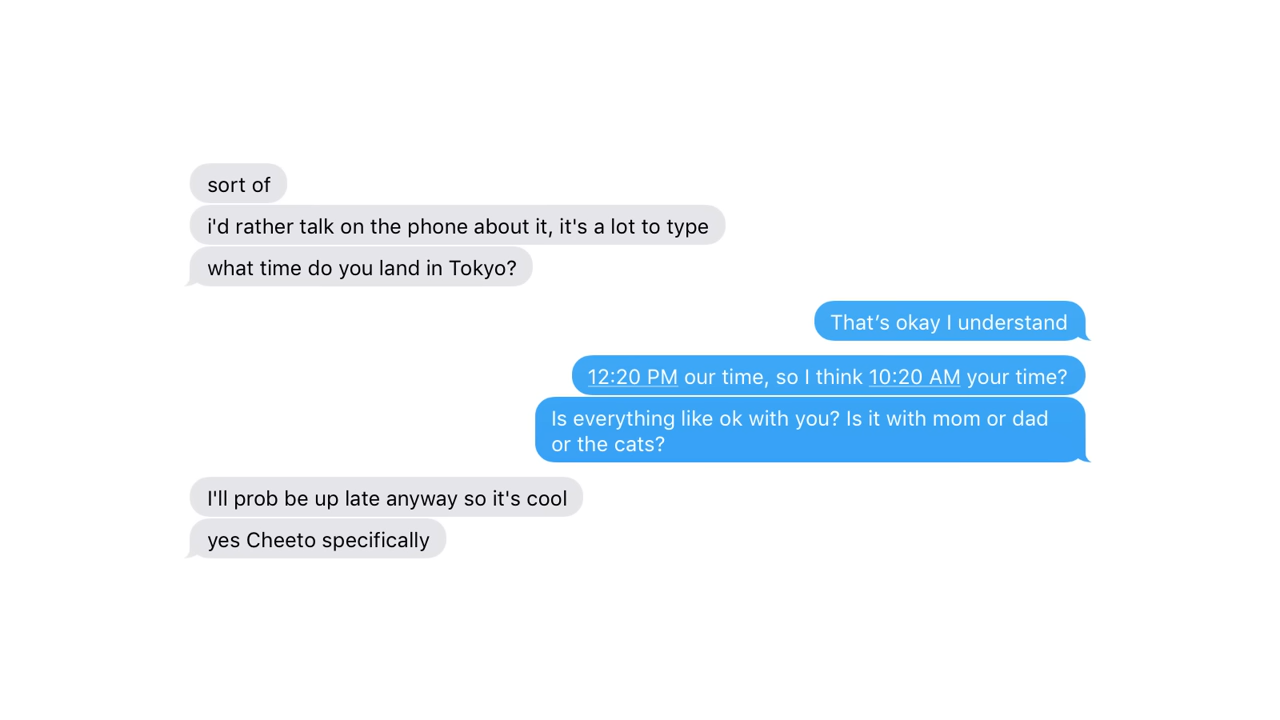 sort of
i'd rather talk on the phone about it, it's a lot to type
what time do you land in Tokyo?
That’s okay I understand
12:20 PM our time, so I think 10:20 AM your time?
Is everything like ok with you? Is it with mom or dad
or the cats?
I'll prob be up late anyway so it's cool
yes Cheeto specifically